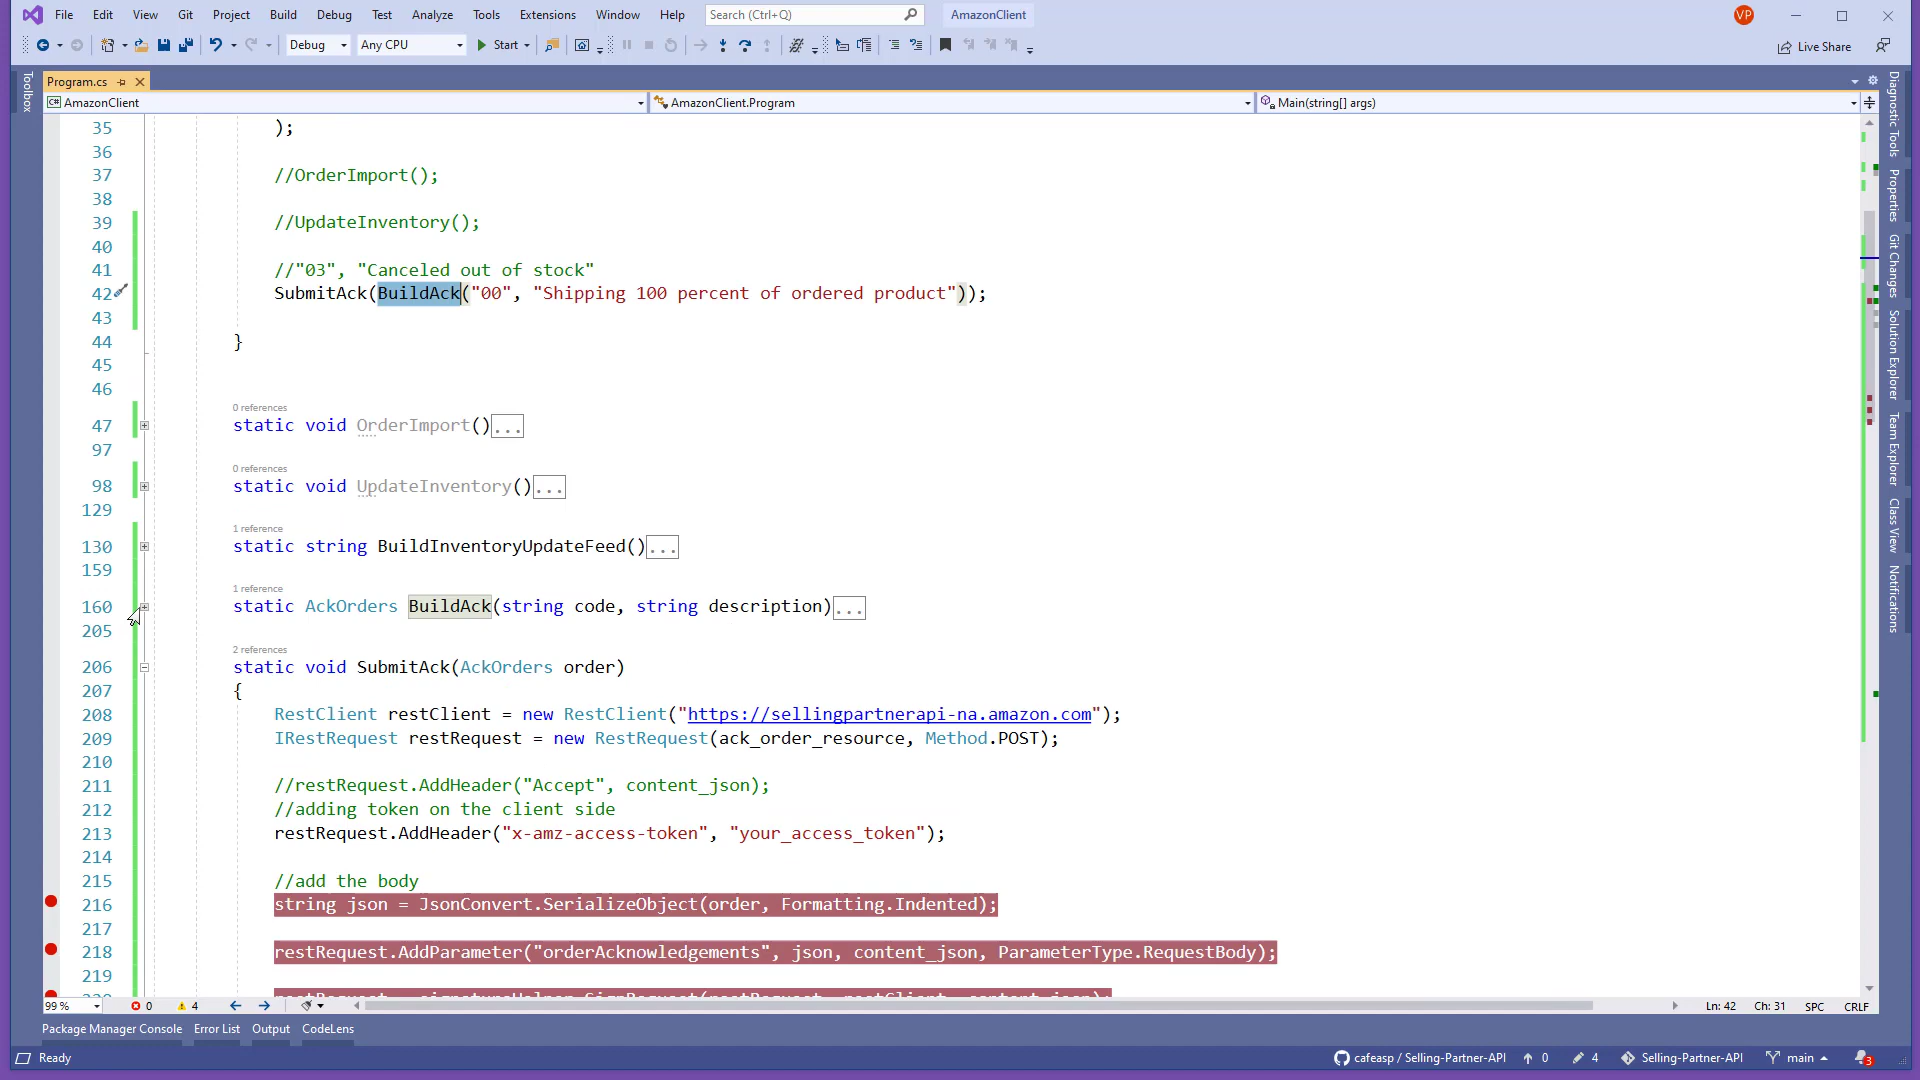 File Edit View Git Project Build Debug Test Analyze Tools Extensions Window Help Search (Ctrl+Q) AmazonClient VP
Debug Any CPU Start Live Share
Program.cs
AmazonClient AmazonClient.Program Main(string[] args)
Toolbox
35 );
36
37 //OrderImport();
38
39 //UpdateInventory();
40
41 //"03", "Canceled out of stock"
42 SubmitAck(BuildAck("00", "Shipping 100 percent of ordered product"));
43
44 }
45
46
0 references
47 static void OrderImport()...
97
0 references
98 static void UpdateInventory()...
129
1 reference
130 static string BuildInventoryUpdateFeed()...
159
1 reference
160 static AckOrders BuildAck(string code, string description)...
205
2 references
206 static void SubmitAck(AckOrders order)
207 {
208 RestClient restClient = new RestClient("https://sellingpartnerapi-na.amazon.com");
209 IRestRequest restRequest = new RestRequest(ack_order_resource, Method.POST);
210
211 //restRequest.AddHeader("Accept", content_json);
212 //adding token on the client side
213 restRequest.AddHeader("x-amz-access-token", "your_access_token");
214
215 //add the body
216 string json = JsonConvert.SerializeObject(order, Formatting.Indented);
217
218 restRequest.AddParameter("orderAcknowledgements", json, content_json, ParameterType.RequestBody);
219
Diagnostic Tools
Properties
Git Changes
Solution Explorer
Team Explorer
Class View
Notifications
99 % 0 4 Ln: 42 Ch: 31 SPC CRLF
Package Manager Console Error List Output CodeLens
Ready cafeasp / Selling-Partner-API 0 4 Selling-Partner-API main 3